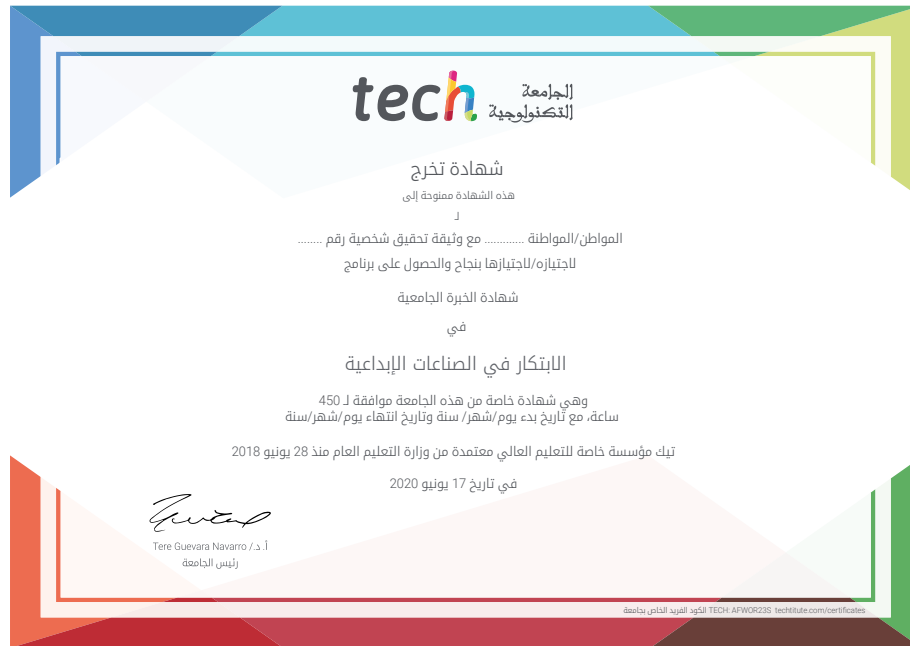 tech الجامعة
التكنولوجية
شهادة تخرج
هذه الشهادة ممنوحة إلى
لـ
المواطن/المواطنة ............ مع وثيقة تحقيق شخصية رقم ........
لاجتيازه/لاجتيازها بنجاح والحصول على برنامج
شهادة الخبرة الجامعية
في
الابتكار في الصناعات الإبداعية
وهي شهادة خاصة من هذه الجامعة موافقة لـ 450
ساعة، مع تاريخ بدء يوم/شهر/ سنة وتاريخ انتهاء يوم/شهر/سنة
تيك مؤسسة خاصة للتعليم العالي معتمدة من وزارة التعليم العام منذ 28 يونيو 2018
في تاريخ 17 يونيو 2020
أ. د./ Tere Guevara Navarro
رئيس الجامعة
الكود الفريد الخاص بجامعة TECH: AFWOR23S techtitute.com/certificates